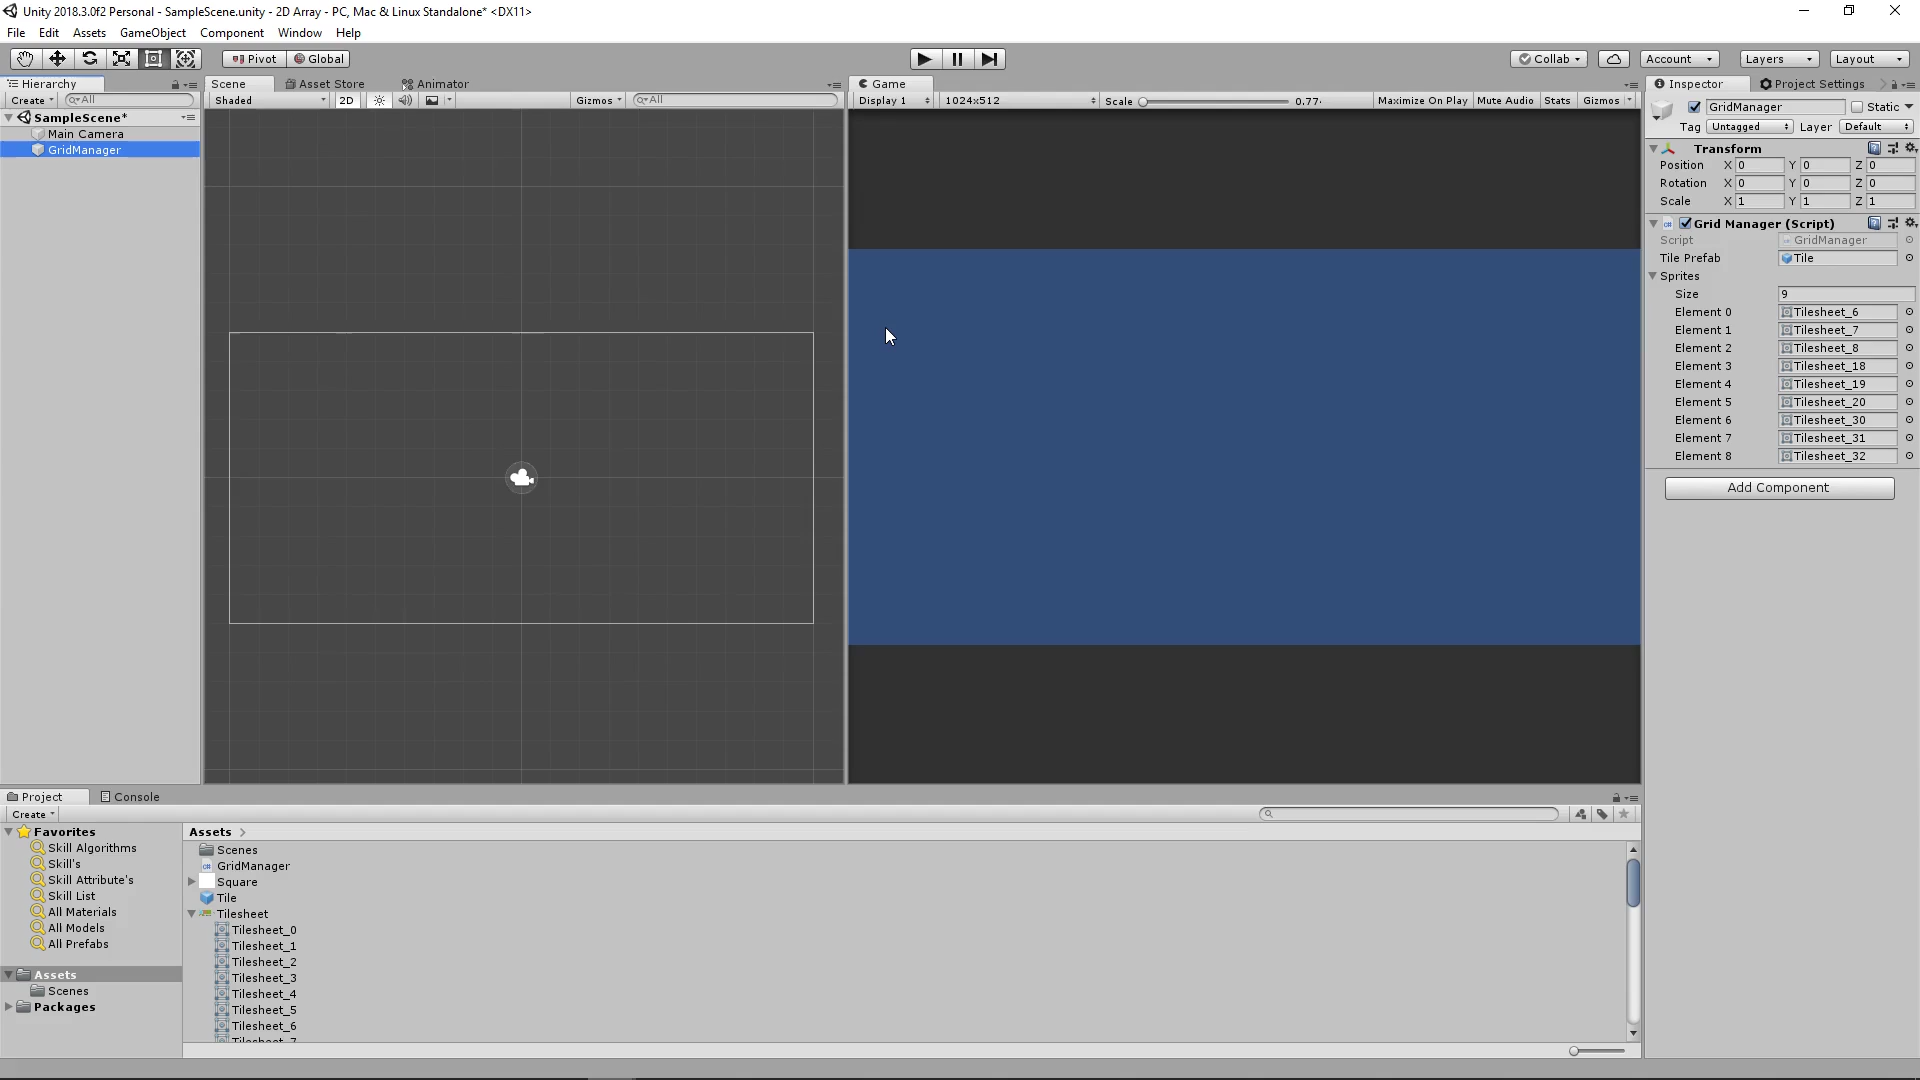 Unity 2018.3.0f2 Personal - SampleScene.unity - 2D Array - PC, Mac & Linux Standalone* <DX11>
File Edit Assets GameObject Component Window Help
Pivot Global Collab Account Layers Layout
Hierarchy
Create All
SampleScene*
Main Camera
GridManager
Scene Asset Store Animator
Shaded 2D Gizmos All
Game
Display 1 1024x512 Scale 0.77 Maximize On Play Mute Audio Stats Gizmos
Inspector Project Settings
GridManager Static
Tag Untagged Layer Default
Transform
Position X 0 Y 0 Z 0
Rotation X 0 Y 0 Z 0
Scale X 1 Y 1 Z 1
Grid Manager (Script)
Script GridManager
Tile Prefab Tile
Sprites
Size 9
Element 0 Tilesheet_6
Element 1 Tilesheet_7
Element 2 Tilesheet_8
Element 3 Tilesheet_18
Element 4 Tilesheet_19
Element 5 Tilesheet_20
Element 6 Tilesheet_30
Element 7 Tilesheet_31
Element 8 Tilesheet_32
Add Component
Project Console
Create
Favorites
Skill Algorithms
Skill's
Skill Attribute's
Skill List
All Materials
All Models
All Prefabs
Assets
Scenes
Packages
Assets
Scenes
GridManager
Square
Tile
Tilesheet
Tilesheet_0
Tilesheet_1
Tilesheet_2
Tilesheet_3
Tilesheet_4
Tilesheet_5
Tilesheet_6
Tilesheet_7